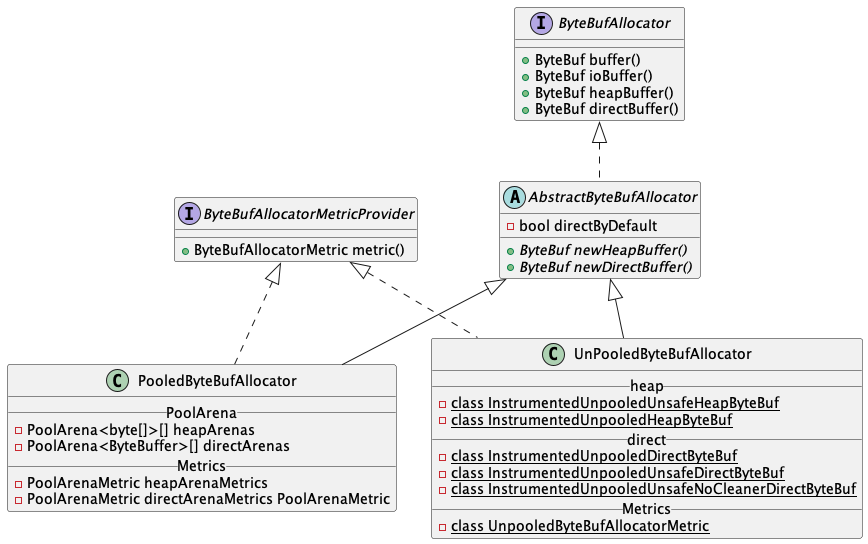 I ByteBufAllocator
ByteBuf buffer()
ByteBuf ioBuffer()
ByteBuf heapBuffer()
ByteBuf directBuffer()
I ByteBufAllocatorMetricProvider
ByteBufAllocatorMetric metric()
A AbstractByteBufAllocator
bool directByDefault
ByteBuf newHeapBuffer()
ByteBuf newDirectBuffer()
C PooledByteBufAllocator
PoolArena
PoolArena<byte[]>[] heapArenas
PoolArena<ByteBuffer>[] directArenas
Metrics
PoolArenaMetric heapArenaMetrics
PoolArenaMetric directArenaMetrics PoolArenaMetric
C UnPooledByteBufAllocator
heap
class InstrumentedUnpooledUnsafeHeapByteBuf
class InstrumentedUnpooledHeapByteBuf
direct
class InstrumentedUnpooledDirectByteBuf
class InstrumentedUnpooledUnsafeDirectByteBuf
class InstrumentedUnpooledUnsafeNoCleanerDirectByteBuf
Metrics
class UnpooledByteBufAllocatorMetric